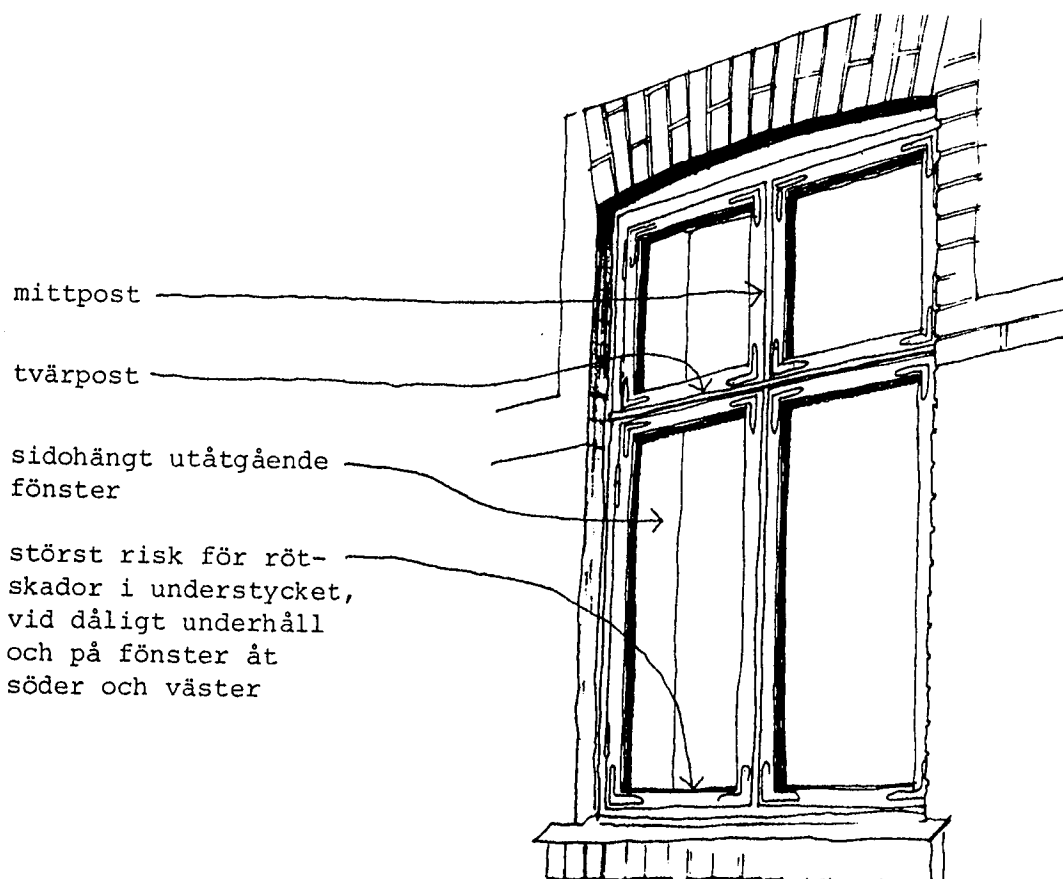 mittpost
tvärpost
sidohängt utåtgående
fönster
störst risk för röt-
skador i understycket,
vid dåligt underhåll
och på fönster åt
söder och väster